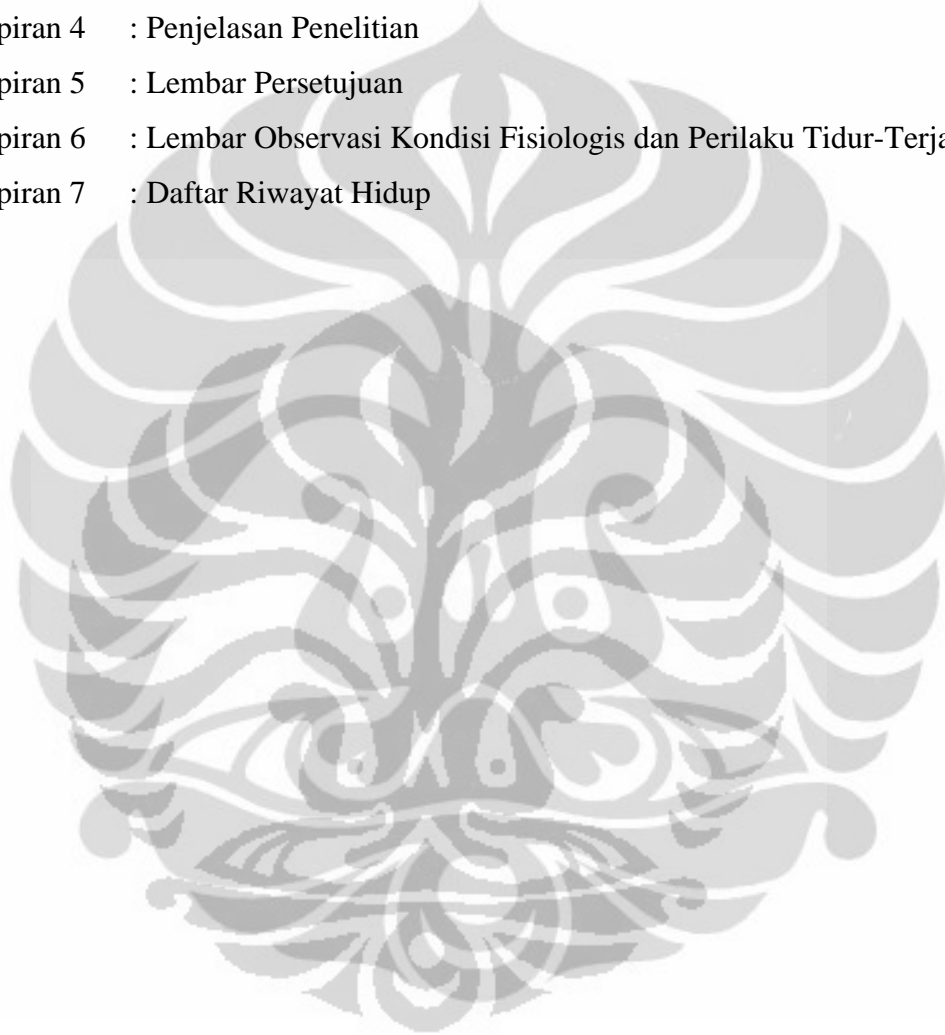 piran 4 : Penjelasan Penelitian
piran 5 : Lembar Persetujuan
piran 6 : Lembar Observasi Kondisi Fisiologis dan Perilaku Tidur-Terja
piran 7 : Daftar Riwayat Hidup